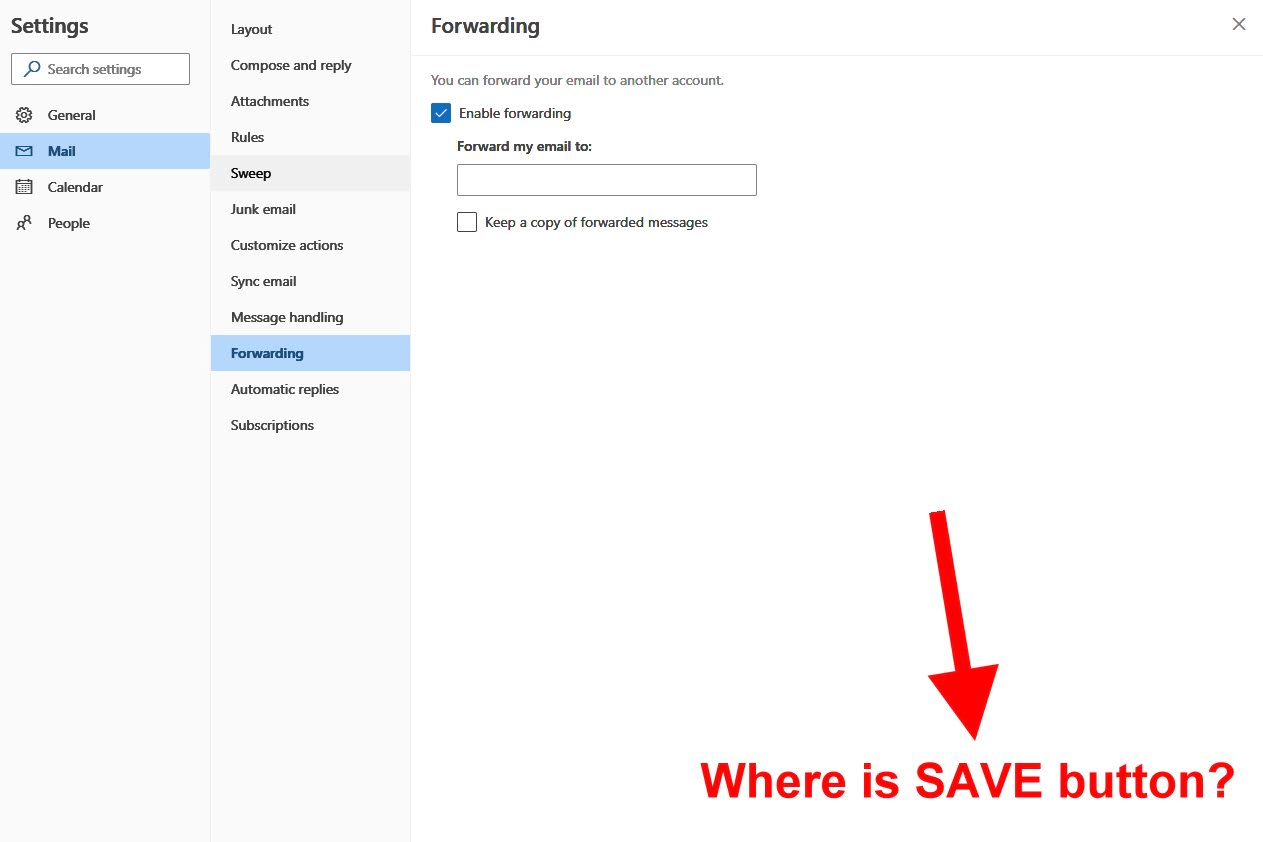 Settings
Search settings
General
Mail
Calendar
People
Layout
Compose and reply
Attachments
Rules
Sweep
Junk email
Customize actions
Sync email
Message handling
Forwarding
Automatic replies
Subscriptions
Forwarding
You can forward your email to another account.
Enable forwarding
Forward my email to:
Keep a copy of forwarded messages
Where is SAVE button?